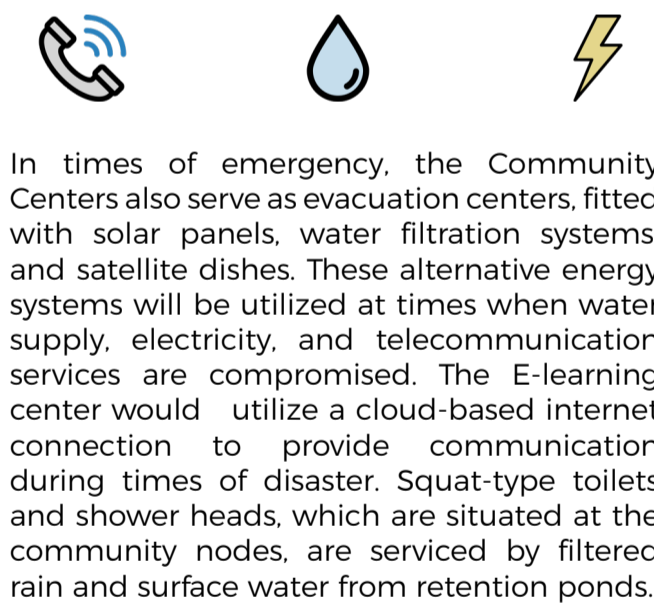 In times of emergency, the Community
Centers also serve as evacuation centers, fitted
with solar panels, water filtration systems
and satellite dishes. These alternative energy
systems will be utilized at times when water
supply, electricity, and telecommunication
services are compromised. The E-learning
center would utilize a cloud-based internet
connection to provide communication
during times of disaster. Squat-type toilets
and shower heads, which are situated at the
community nodes, are serviced by filtered
rain and surface water from retention ponds.